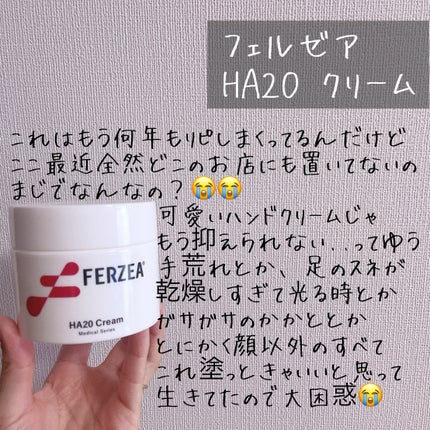 フェルゼア
HA20 クリーム
これはもう何年もリピしまくってるんだけど
ここ最近全然どこのお店にも置いてないの
まじでなんなの？😭😭
可愛いハンドクリームじゃ
もう抑えられない、、ってゆう
手荒れとか、足のスネが
乾燥しすぎて光る時とか
ガサガサのかかととか
とにかく顔以外のすべて
これ塗っときゃいいと思って
生きてたので大困惑😭
FERZEA®
HA20 Cream
Medical Series